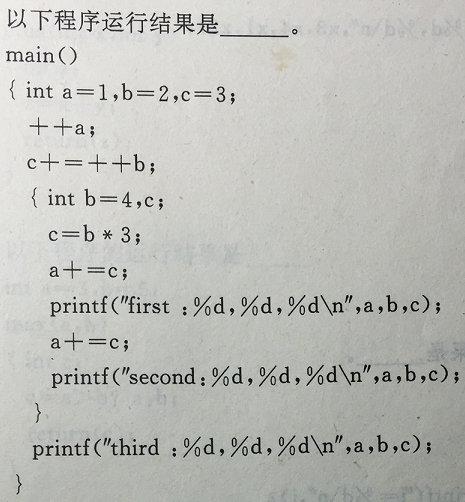 以下程序运行结果是______。
main()
{ int a=1,b=2,c=3;
++a;
c+=++b;
{ int b=4,c;
c=b * 3;
a+=c;
printf("first :%d,%d,%d\n",a,b,c);
a+=c;
printf("second:%d,%d,%d\n",a,b,c);
}
printf("third :%d,%d,%d\n",a,b,c);
}